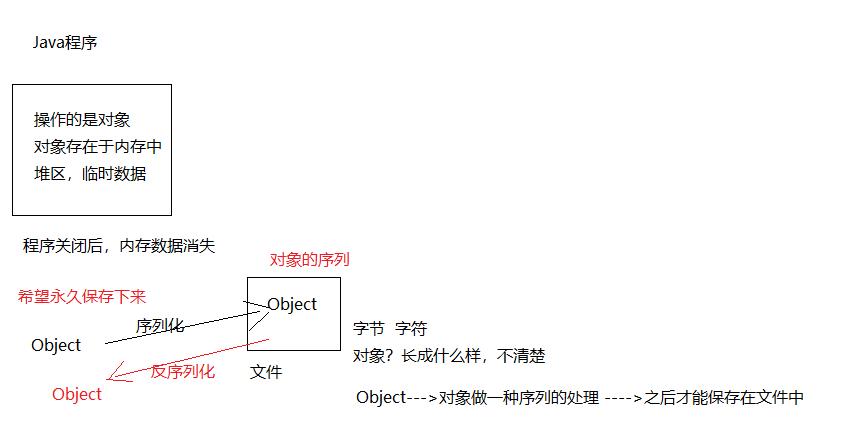 Java程序
操作的是对象
对象存在于内存中
堆区，临时数据
程序关闭后，内存数据消失
对象的序列
希望永久保存下来
序列化
Object
Object
字节 字符
对象？长成什么样，不清楚
反序列化
文件
Object
Object--->对象做一种序列的处理 ---->之后才能保存在文件中